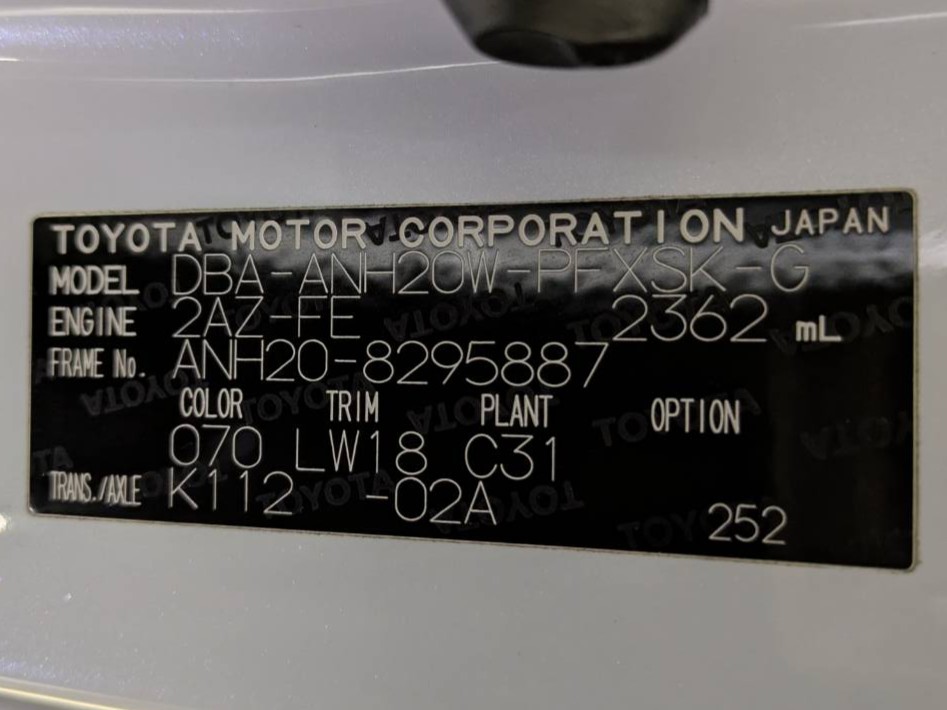 TOYOTA MOTOR CORPORATION JAPAN
MODEL DBA-ANH20W-PFXSK-G
ENGINE 2AZ-FE 2362 mL
FRAME No. ANH20-8295887
COLOR TRIM PLANT OPTION
070 LW18 C31
TRANS./AXLE K112 -02A
252